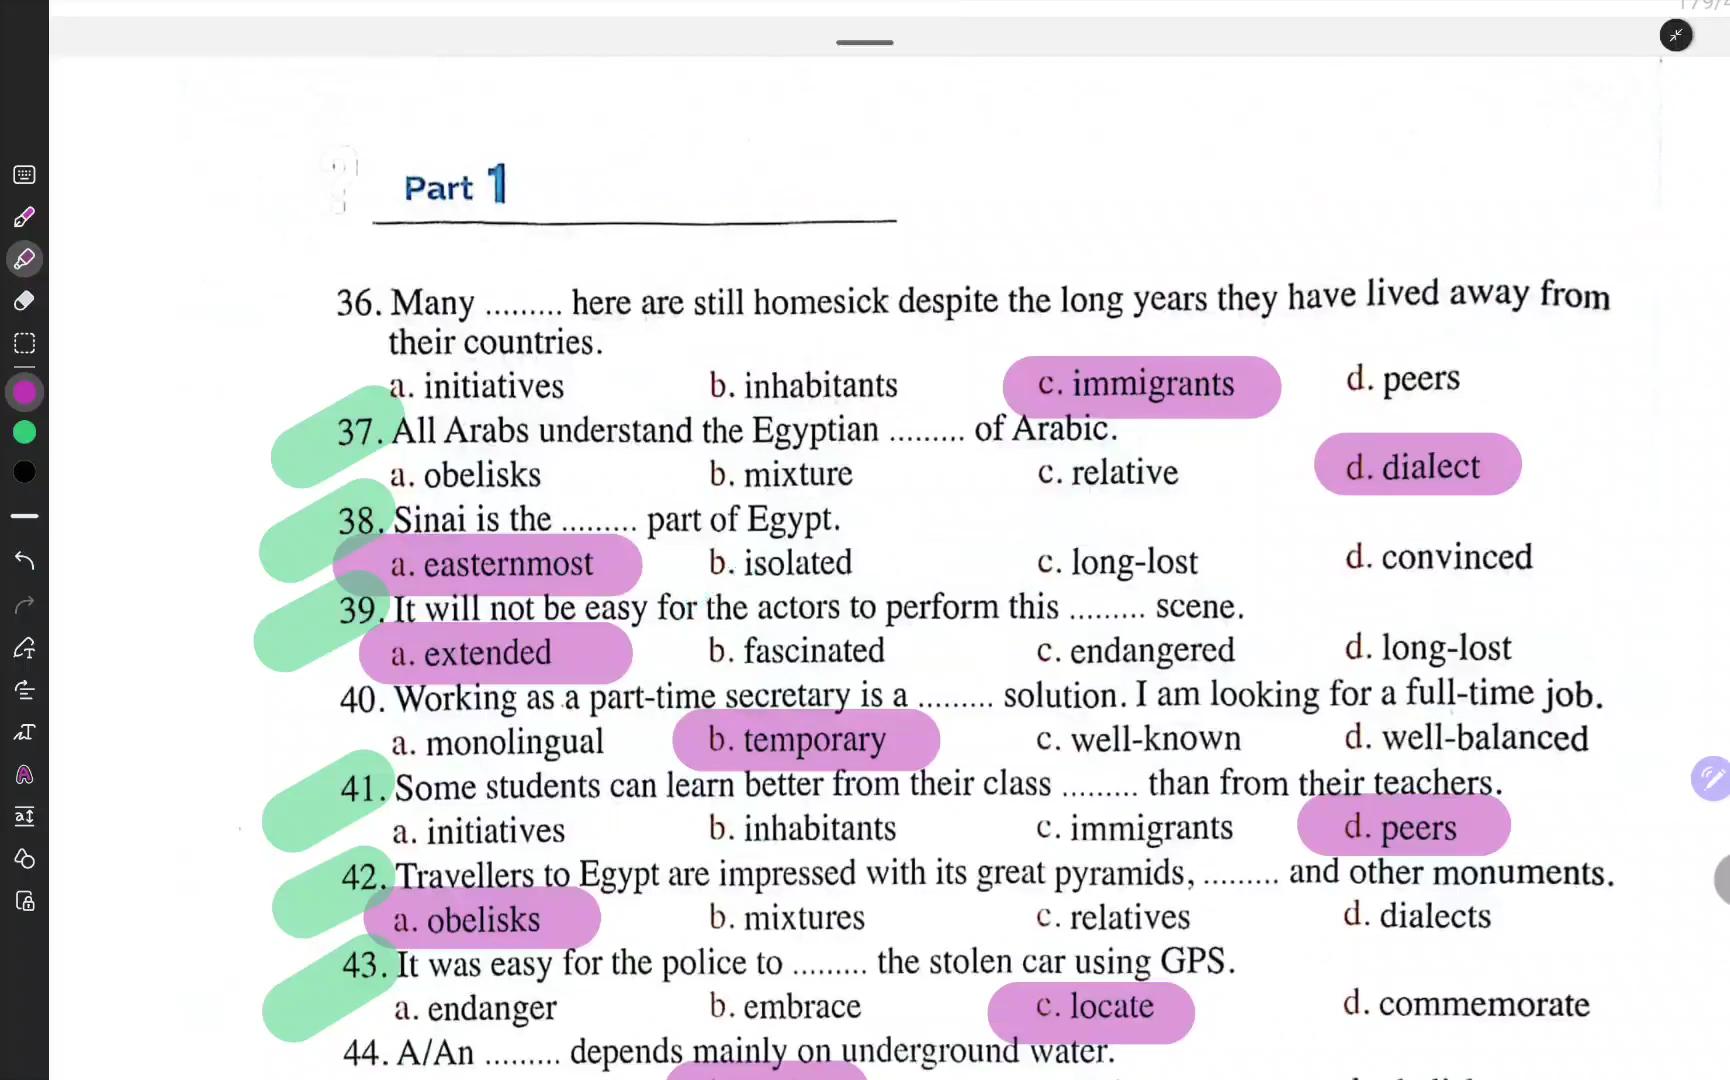 Part 1
36. Many ......... here are still homesick despite the long years they have lived away from
their countries.
a. initiatives b. inhabitants c. immigrants d. peers
37. All Arabs understand the Egyptian ......... of Arabic.
a. obelisks b. mixture c. relative d. dialect
38. Sinai is the ......... part of Egypt.
a. easternmost b. isolated c. long-lost d. convinced
39. It will not be easy for the actors to perform this ......... scene.
a. extended b. fascinated c. endangered d. long-lost
40. Working as a part-time secretary is a ......... solution. I am looking for a full-time job.
a. monolingual b. temporary c. well-known d. well-balanced
41. Some students can learn better from their class ......... than from their teachers.
a. initiatives b. inhabitants c. immigrants d. peers
42. Travellers to Egypt are impressed with its great pyramids, ......... and other monuments.
a. obelisks b. mixtures c. relatives d. dialects
43. It was easy for the police to ......... the stolen car using GPS.
a. endanger b. embrace c. locate d. commemorate
44. A/An ......... depends mainly on underground water.